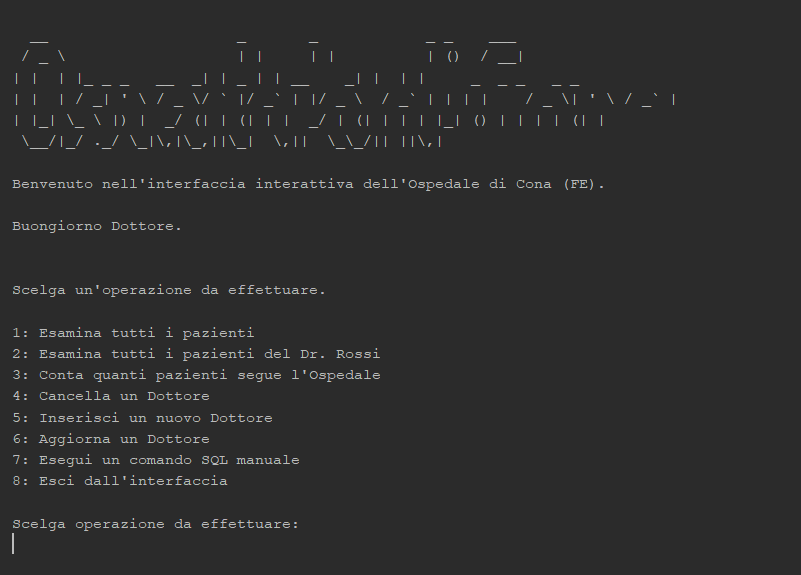 Benvenuto nell'interfaccia interattiva dell'Ospedale di Cona (FE).
Buongiorno Dottore.
Scelga un'operazione da effettuare.
1: Esamina tutti i pazienti
2: Esamina tutti i pazienti del Dr. Rossi
3: Conta quanti pazienti segue l'Ospedale
4: Cancella un Dottore
5: Inserisci un nuovo Dottore
6: Aggiorna un Dottore
7: Esegui un comando SQL manuale
8: Esci dall'interfaccia
Scelga operazione da effettuare: